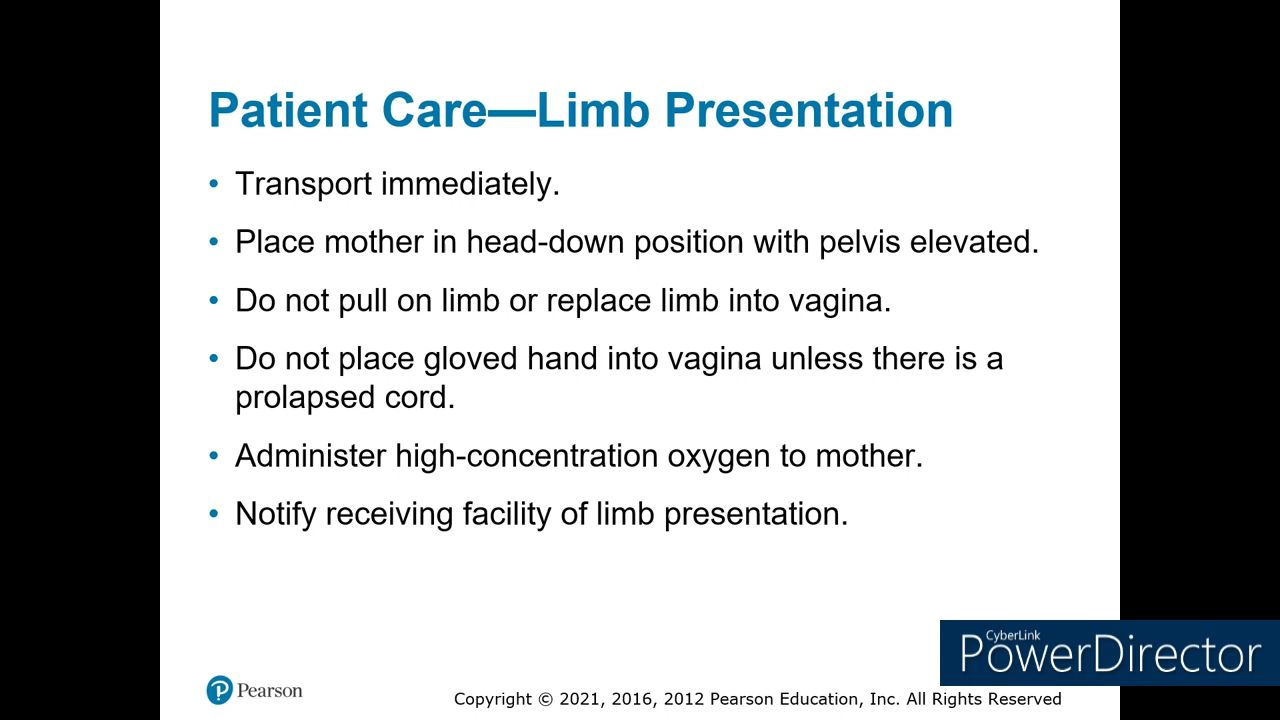 Patient Care—Limb Presentation
• Transport immediately.
• Place mother in head-down position with pelvis elevated.
• Do not pull on limb or replace limb into vagina.
• Do not place gloved hand into vagina unless there is a
prolapsed cord.
• Administer high-concentration oxygen to mother.
• Notify receiving facility of limb presentation.
CyberLink
PowerDirector
P Pearson
Copyright © 2021, 2016, 2012 Pearson Education, Inc. All Rights Reserved